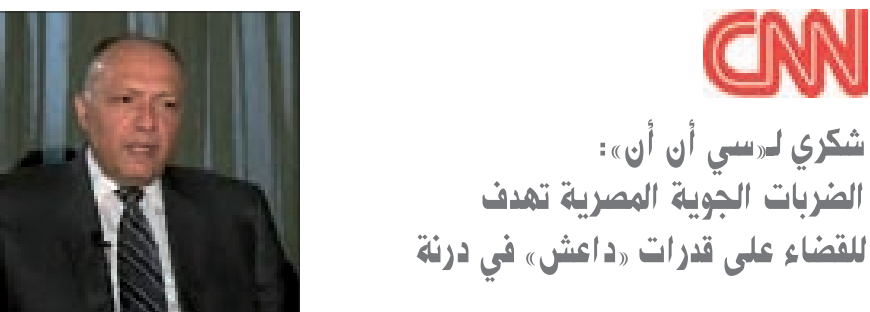 CNN
شكري لـ«سي أن أن»:
الضربات الجوية المصرية تهدف
للقضاء على قدرات «داعش» في درنة